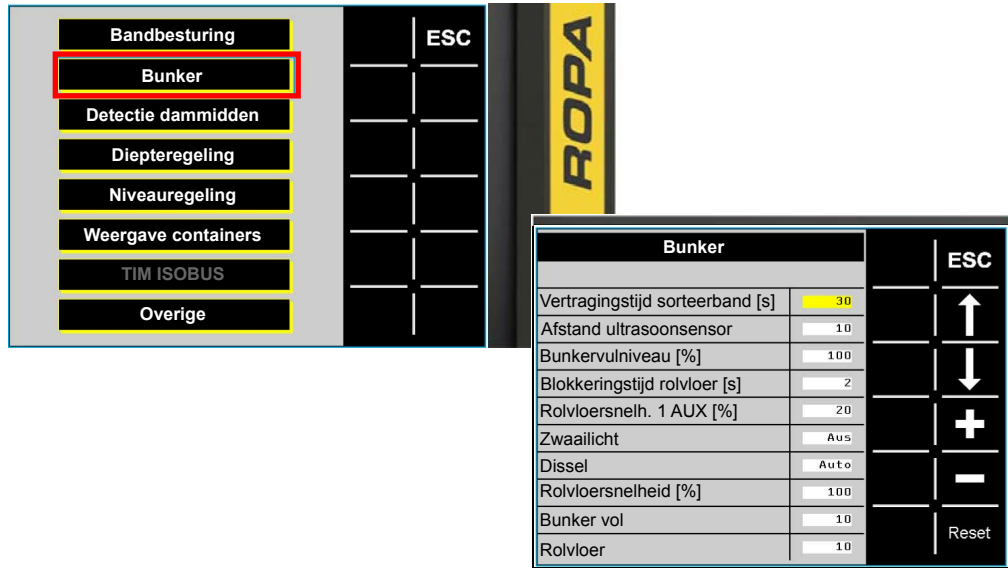 Bandbesturing
ESC
Bunker
Detectie dammidden
Diepteregeling
Niveauregeling
Weergave containers
TIM ISOBUS
Overige
ROPA
Bunker
ESC
Vertragingstijd sorteerband [s] 30
Afstand ultrasoonsensor 10
Bunkervulniveau [%] 100
Blokkeringstijd rolvloer [s] 2
Rolvloersnelh. 1 AUX [%] 20
Zwaailicht Aus
Dissel Auto
Rolvloersnelheid [%] 100
Bunker vol 10
Reset
Rolvloer 10